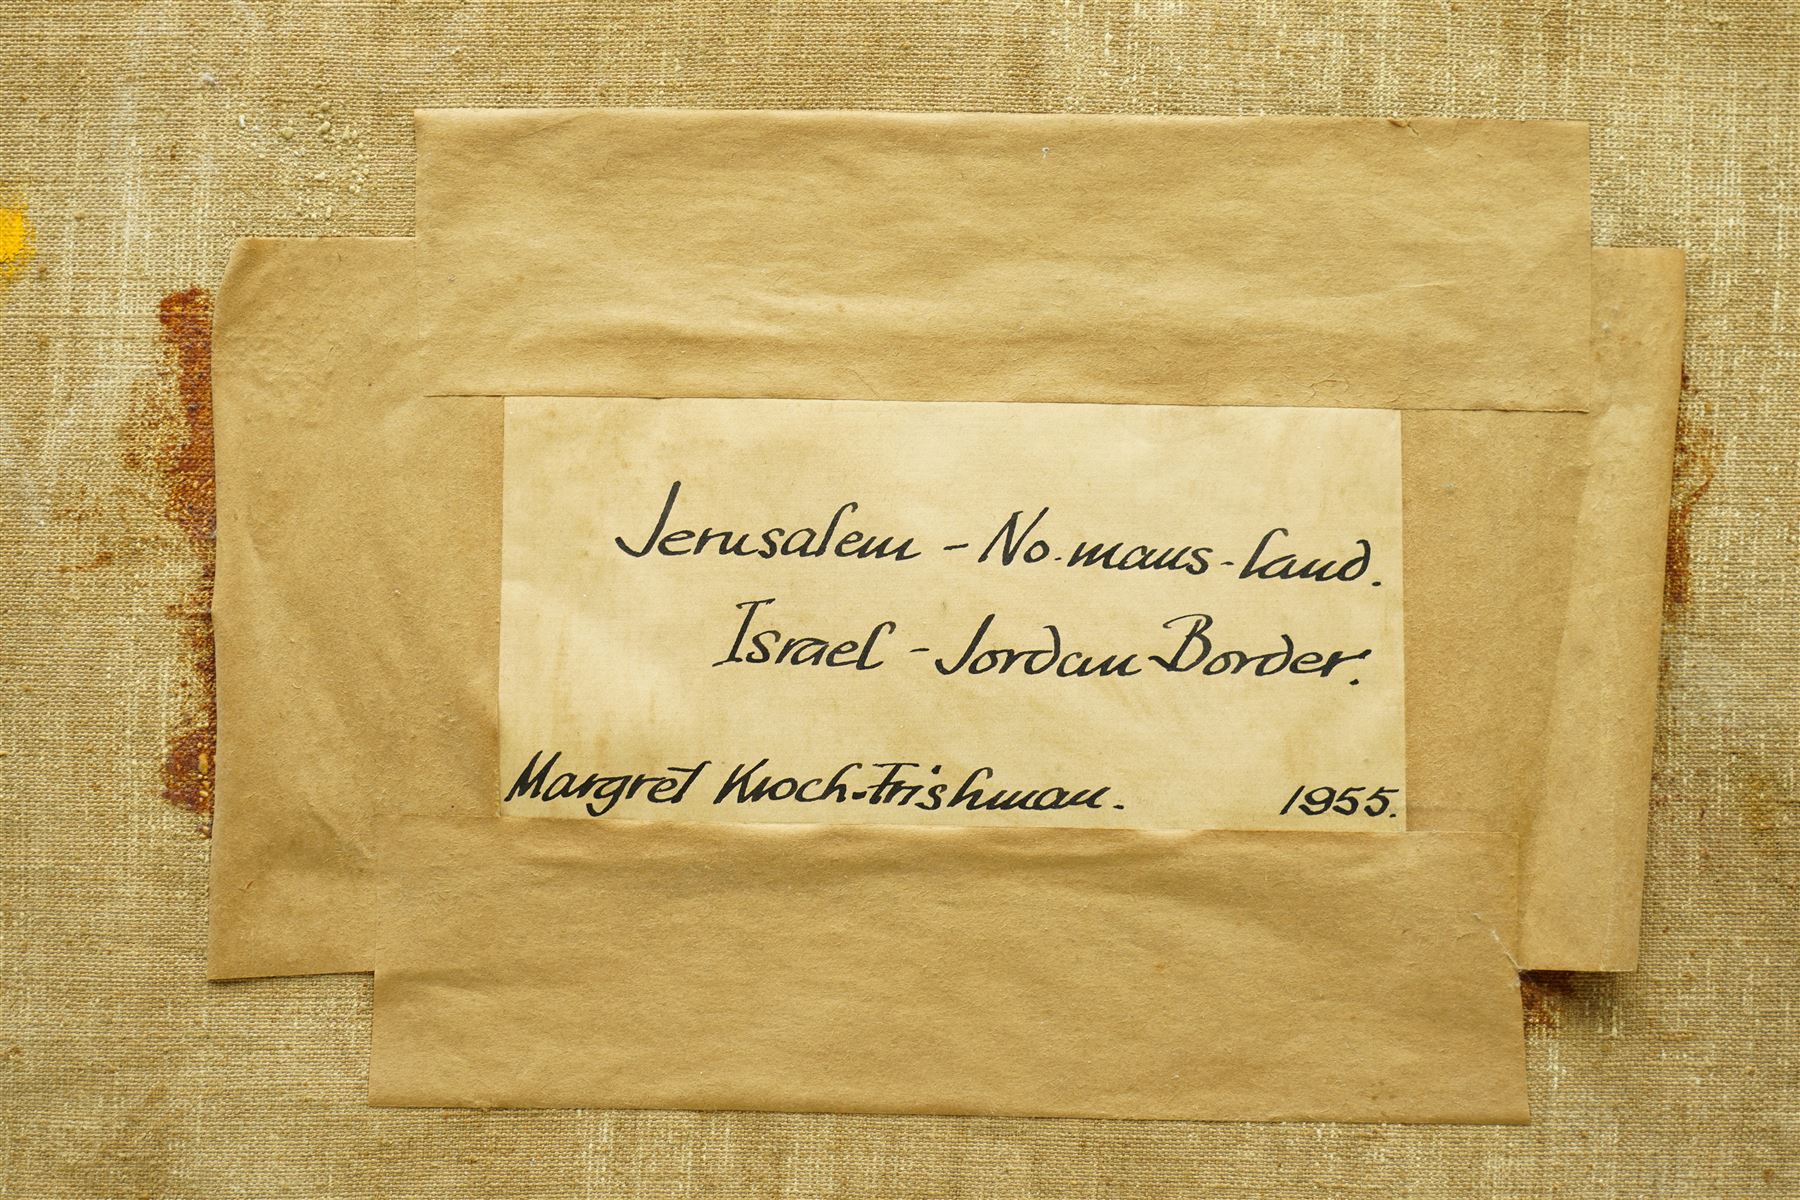 Jerusalem - No-mans-land.
Israel - Jordan Border.
Margret Kroch-Frishman. 1955.